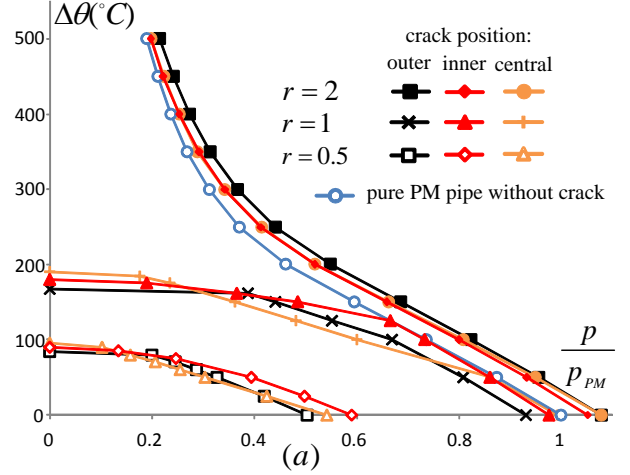 Δθ(°C)
500
400
300
200
100
0
0
0.2
0.4
0.6
0.8
1
crack position:
outer inner central
r = 2
r = 1
r = 0.5
pure PM pipe without crack
p
p_PM
(a)